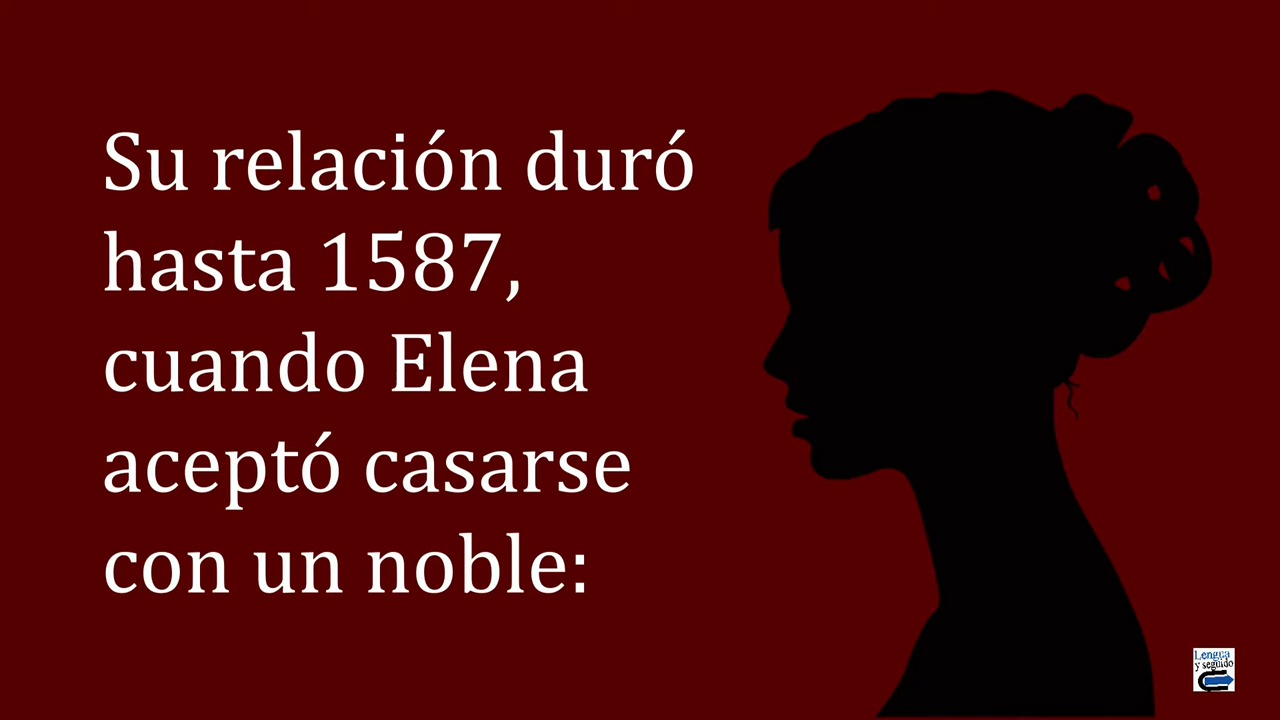 Su relación duró
hasta 1587,
cuando Elena
aceptó casarse
con un noble:
Lengua
y seguido